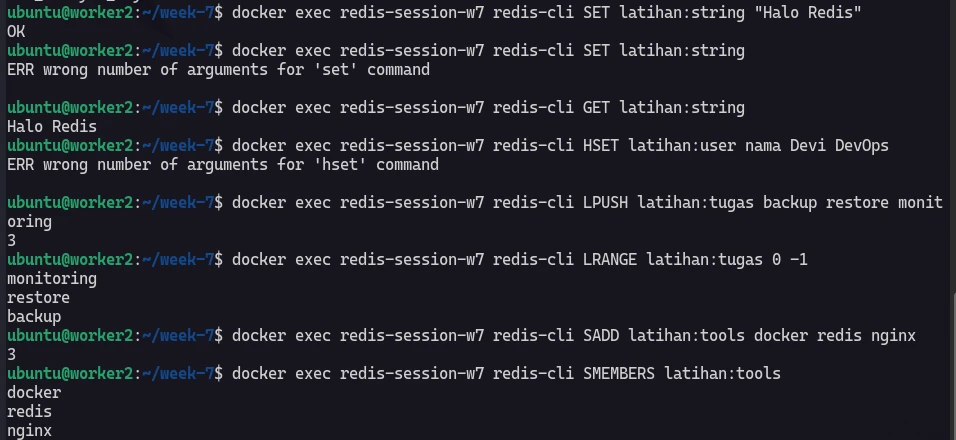 ubuntu@worker2:~/week-7$ docker exec redis-session-w7 redis-cli SET latihan:string "Halo Redis"
OK
ubuntu@worker2:~/week-7$ docker exec redis-session-w7 redis-cli SET latihan:string
ERR wrong number of arguments for 'set' command
ubuntu@worker2:~/week-7$ docker exec redis-session-w7 redis-cli GET latihan:string
Halo Redis
ubuntu@worker2:~/week-7$ docker exec redis-session-w7 redis-cli HSET latihan:user nama Devi DevOps
ERR wrong number of arguments for 'hset' command
ubuntu@worker2:~/week-7$ docker exec redis-session-w7 redis-cli LPUSH latihan:tugas backup restore monit
oring
3
ubuntu@worker2:~/week-7$ docker exec redis-session-w7 redis-cli LRANGE latihan:tugas 0 -1
monitoring
restore
backup
ubuntu@worker2:~/week-7$ docker exec redis-session-w7 redis-cli SADD latihan:tools docker redis nginx
3
ubuntu@worker2:~/week-7$ docker exec redis-session-w7 redis-cli SMEMBERS latihan:tools
docker
redis
nginx